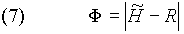 (7) Φ = |H̃ − R|